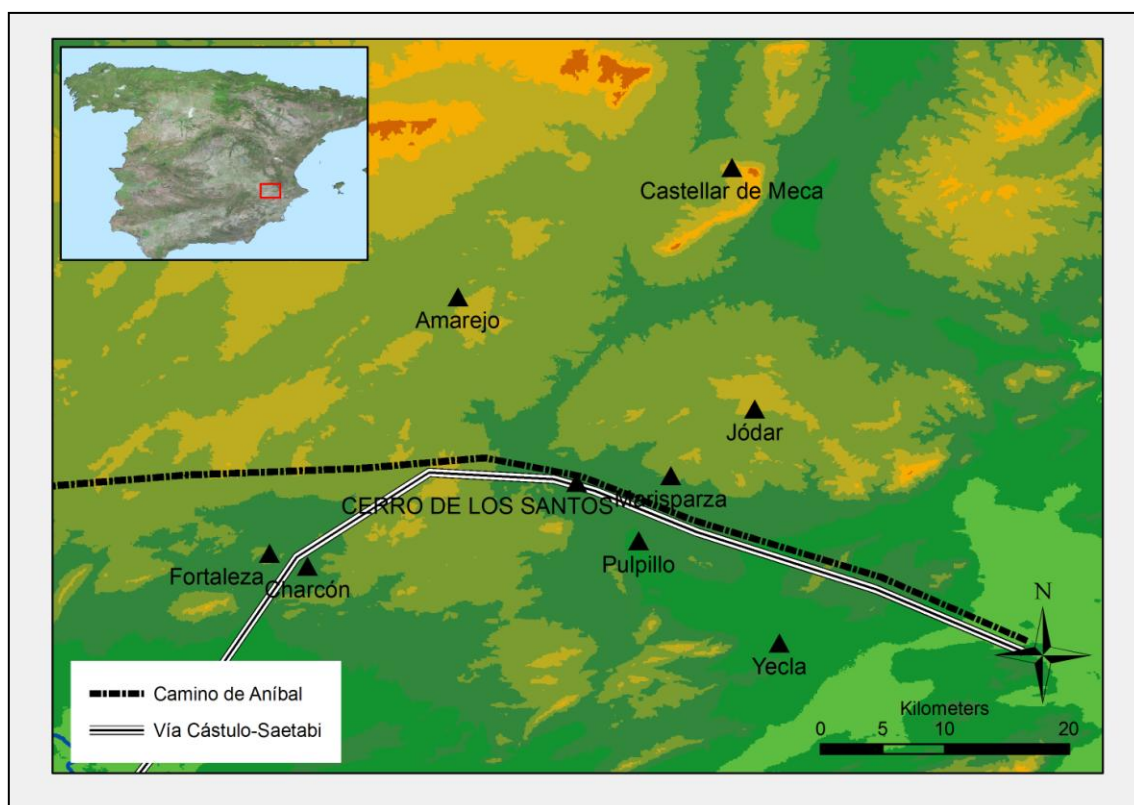 Castellar de Meca
Amarejo
Jódar
CERRO DE LOS SANTOS
Marisparza
Pulpillo
Fortaleza
Charcón
Yecla
N
Camino de Aníbal
Vía Cástulo-Saetabi
Kilometers
0 5 10 20